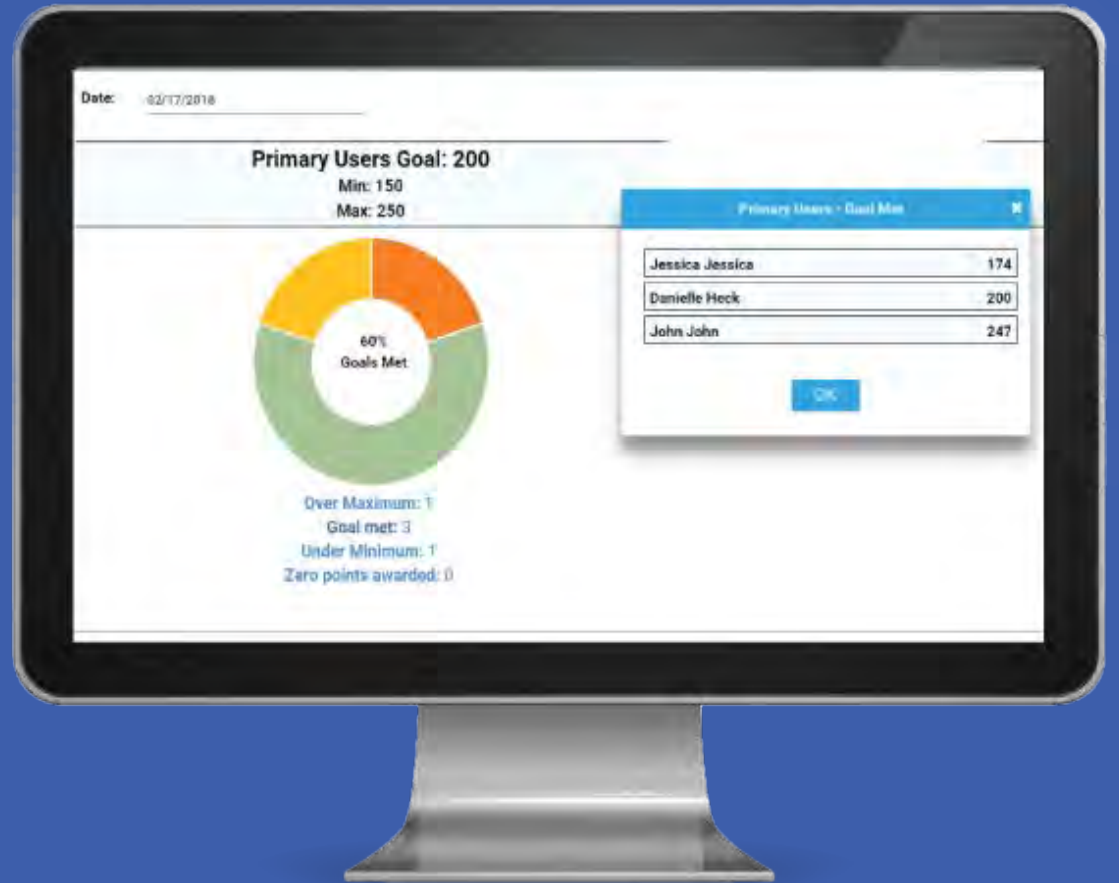 Date: 02/17/2018
Primary Users Goal: 200
Min: 150
Max: 250
60%
Goals Met
Over Maximum: 1
Goal met: 3
Under Minimum: 1
Zero points awarded: 0
Primary Users - Goal Met ×
Jessica Jessica 174
Danielle Heck 200
John John 247
OK